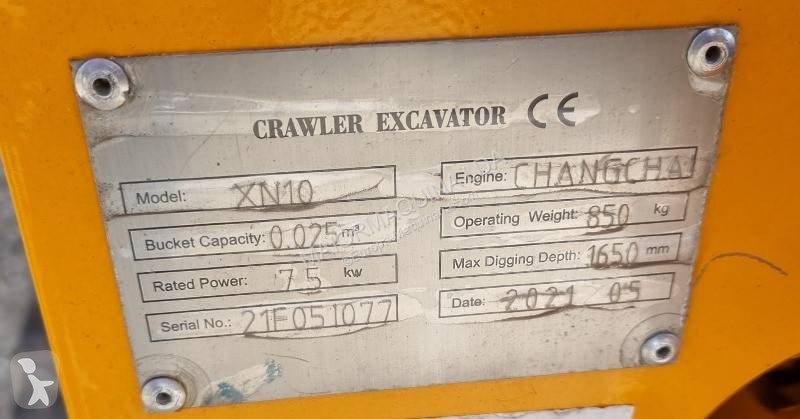 CRAWLER EXCAVATOR CE
Model: XN10
Engine: CHANGCHAI
Bucket Capacity: 0.025 m³
Operating Weight: 850 kg
Rated Power: 7.5 kw
Max Digging Depth: 1650 mm
Serial No.: 21F051077
Date: 2021 05